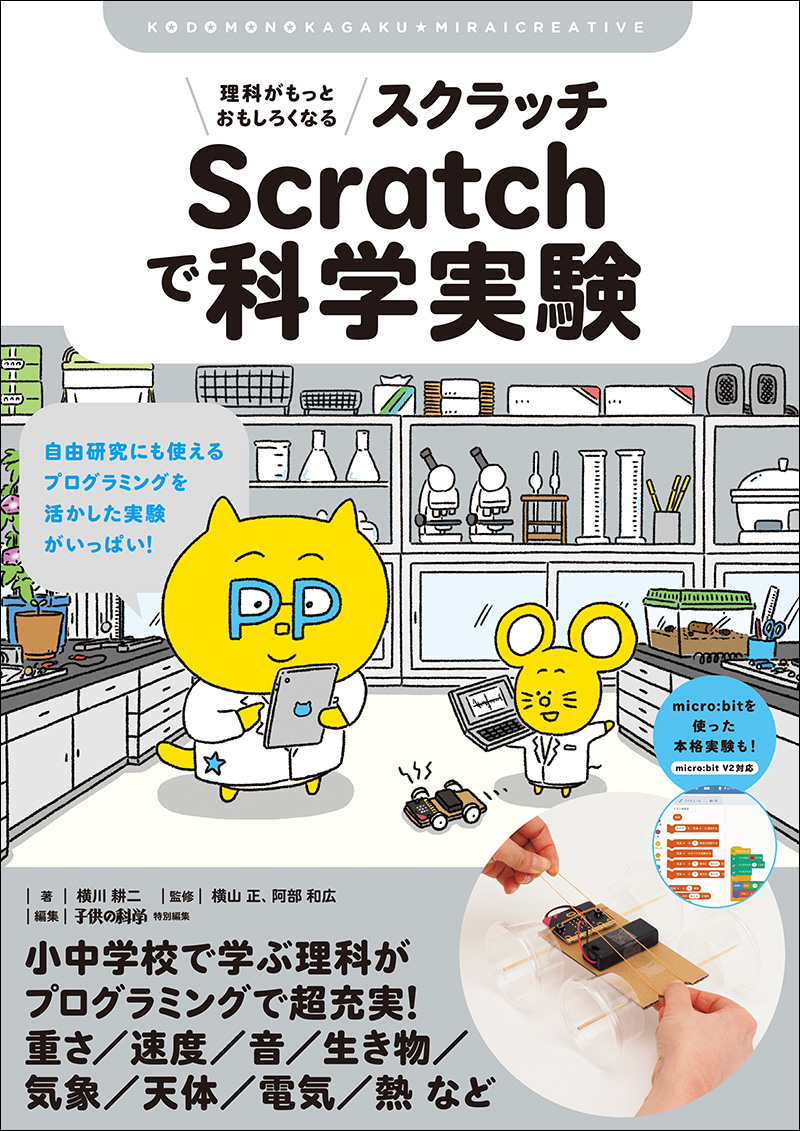 KODOMONOKAGAKU★MIRAICREATIVE
理科がもっと
おもしろくなる
スクラッチ
Scratch
で科学実験
自由研究にも使える
プログラミングを
活かした実験
がいっぱい!
PP
micro:bitを
使った
本格実験も!
micro:bit V2対応
著 横川 耕二 監修 横山 正、阿部 和広
編集 子供の科学 特別編集
小中学校で学ぶ理科が
プログラミングで超充実!
重さ/速度/音/生き物/
気象/天体/電気/熱 など